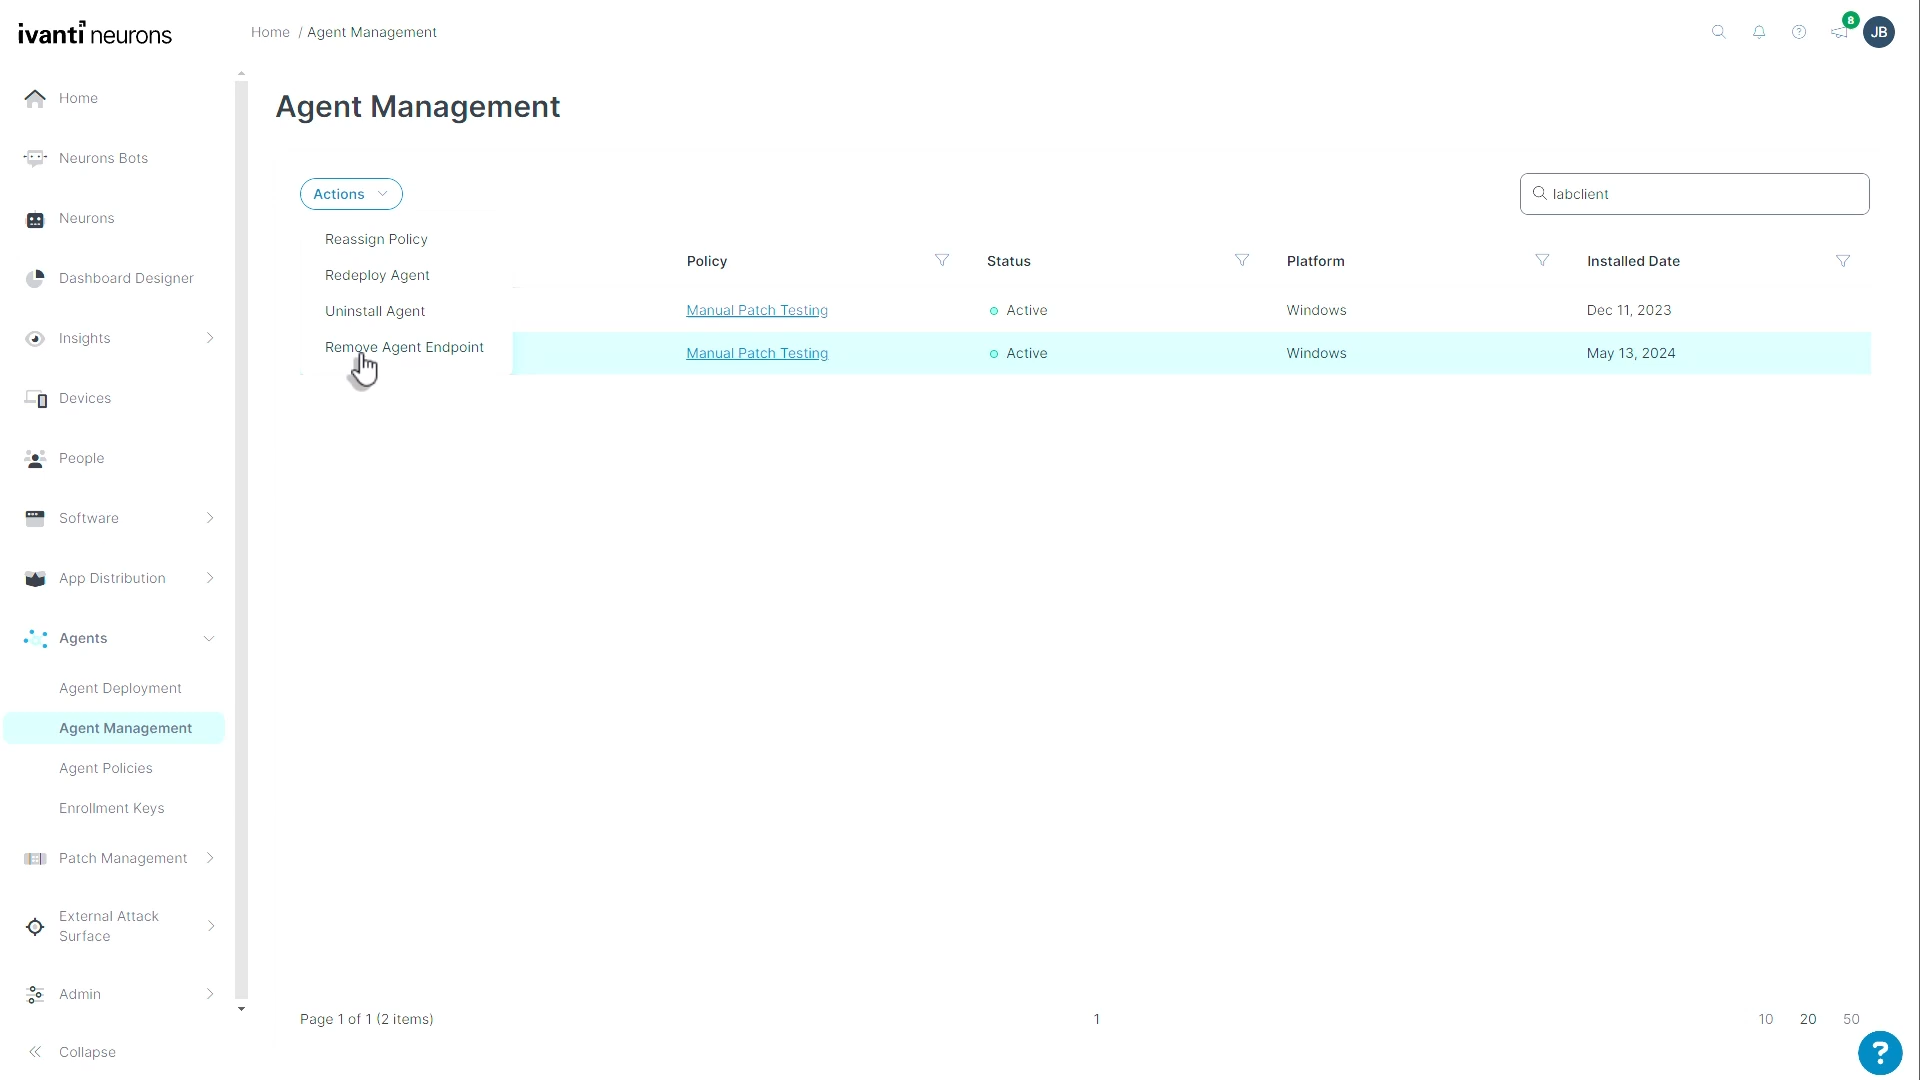 ivanti neurons
Home / Agent Management
8
JB
Home
Neurons Bots
Neurons
Dashboard Designer
Insights
Devices
People
Software
App Distribution
Agents
Agent Deployment
Agent Management
Agent Policies
Enrollment Keys
Patch Management
External Attack
Surface
Admin
Collapse
Agent Management
Actions
labclient
Reassign Policy
Redeploy Agent
Uninstall Agent
Remove Agent Endpoint
Policy Status Platform Installed Date
Manual Patch Testing Active Windows Dec 11, 2023
Manual Patch Testing Active Windows May 13, 2024
Page 1 of 1 (2 items)
1
10 20 50
?